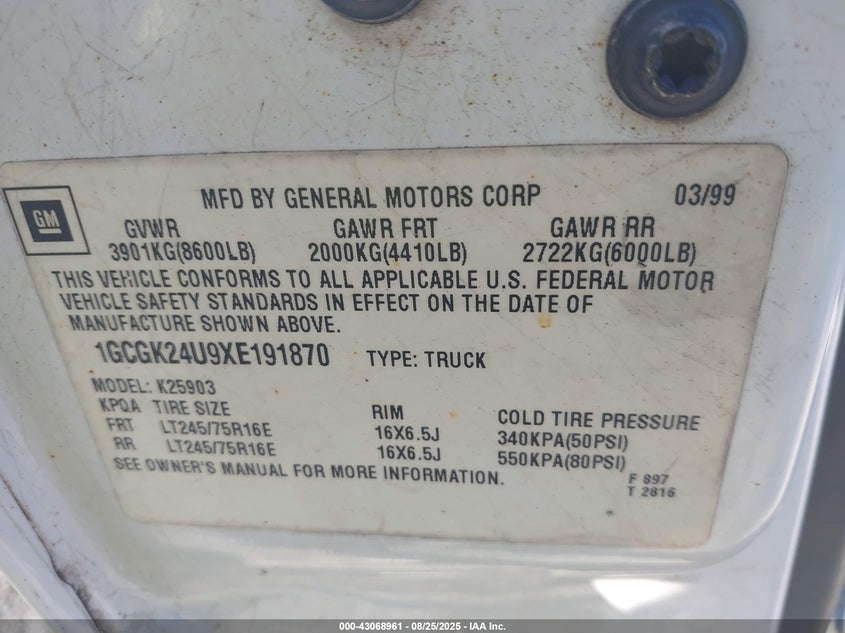 MFD BY GENERAL MOTORS CORP 03/99
GM
GVWR GAWR FRT GAWR RR
3901KG(8600LB) 2000KG(4410LB) 2722KG(6000LB)
THIS VEHICLE CONFORMS TO ALL APPLICABLE U.S. FEDERAL MOTOR
VEHICLE SAFETY STANDARDS IN EFFECT ON THE DATE OF
MANUFACTURE SHOWN ABOVE.
1GCGK24U9XE191870 TYPE: TRUCK
MODEL: K25903
KPQA TIRE SIZE RIM COLD TIRE PRESSURE
FRT LT245/75R16E 16X6.5J 340KPA(50PSI)
RR LT245/75R16E 16X6.5J 550KPA(80PSI)
SEE OWNER'S MANUAL FOR MORE INFORMATION.
F 897
T 2816
000-43068961 - 08/25/2025 - IAA Inc.